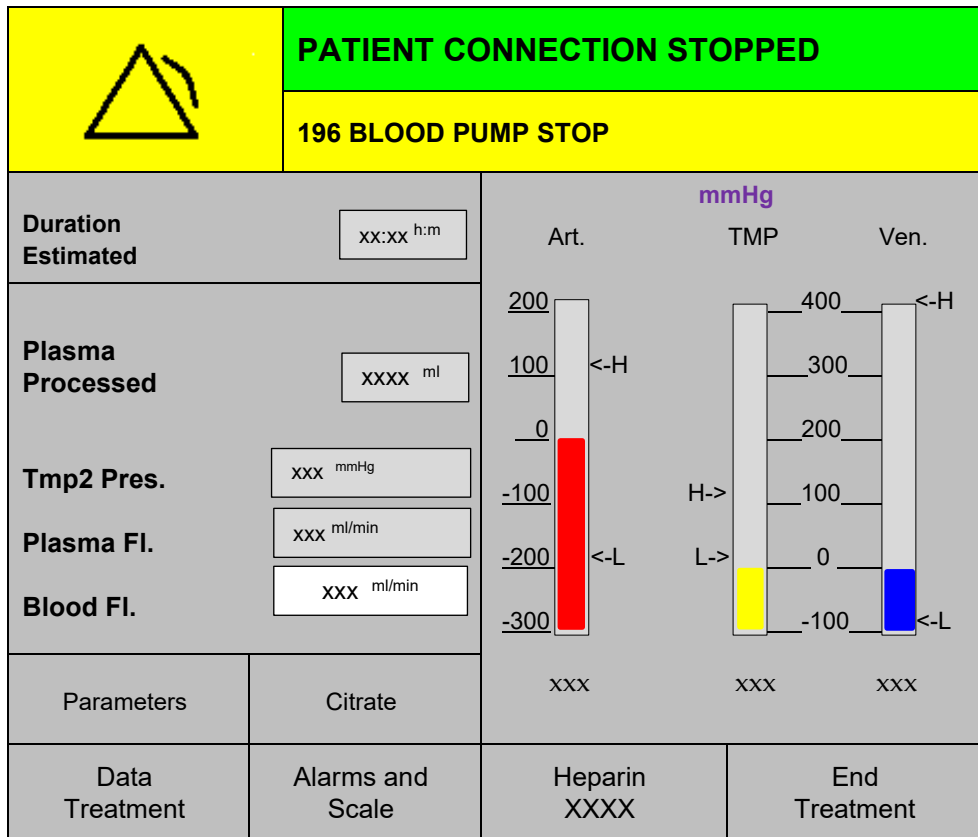 PATIENT CONNECTION STOPPED
196 BLOOD PUMP STOP
Duration
Estimated
xx:xx h:m
Plasma
Processed
xxxx ml
Tmp2 Pres.
xxx mmHg
Plasma Fl.
xxx ml/min
Blood Fl.
xxx ml/min
mmHg
Art. TMP Ven.
200 400 <-H
100 <-H 300
0 200
-100 H-> 100
-200 <-L L-> 0
-300 -100 <-L
xxx xxx xxx
Parameters
Citrate
Data
Treatment
Alarms and
Scale
Heparin
XXXX
End
Treatment